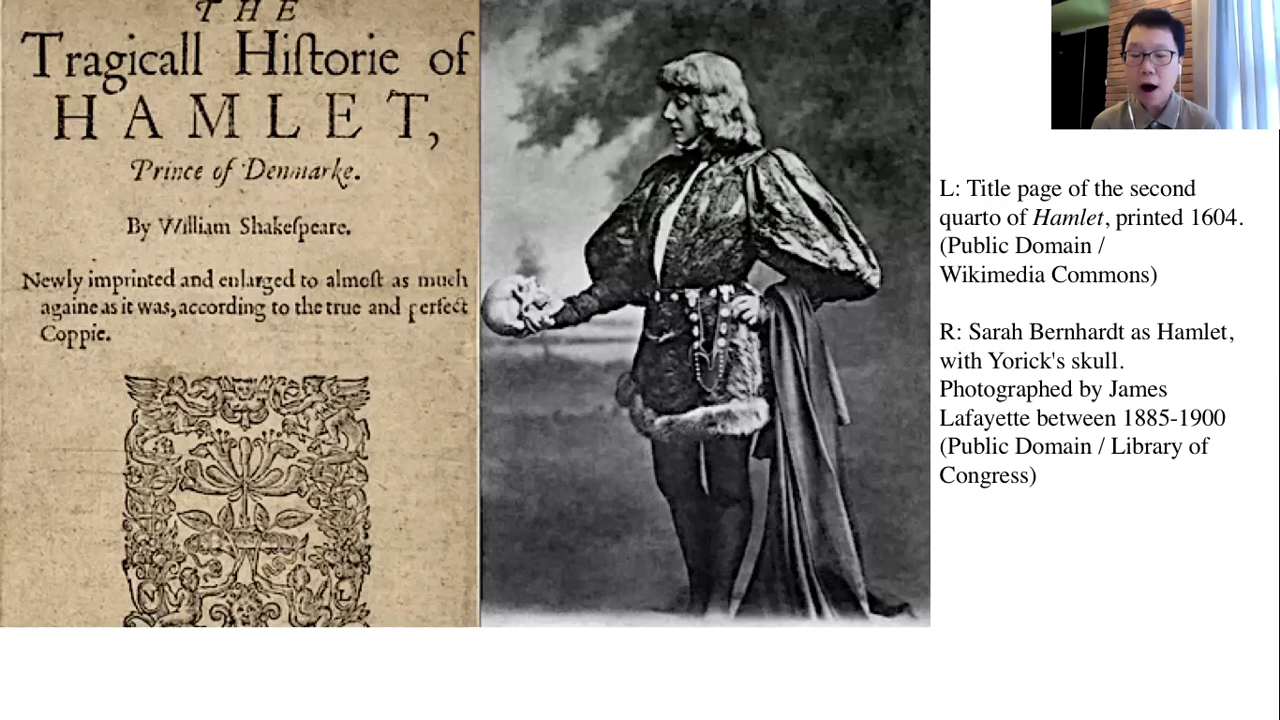 THE
Tragicall Hiſtorie of
HAMLET,
Prince of Denmarke.
By William Shakeſpeare.
Newly imprinted and enlarged to almoſt as much
againe as it was, according to the true and perfect
Coppie.
L: Title page of the second
quarto of Hamlet, printed 1604.
(Public Domain /
Wikimedia Commons)
R: Sarah Bernhardt as Hamlet,
with Yorick's skull.
Photographed by James
Lafayette between 1885-1900
(Public Domain / Library of
Congress)